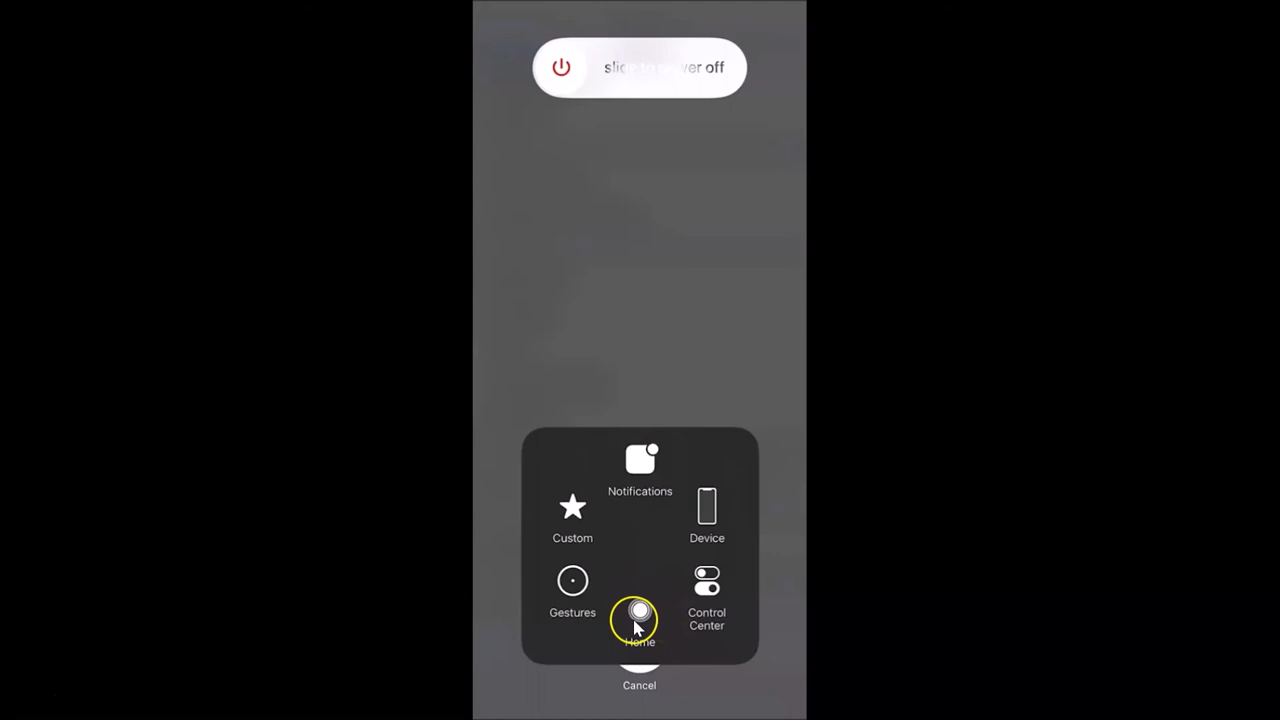 slide to power off
Notifications
Custom
Device
Gestures
Control
Center
Home
Cancel